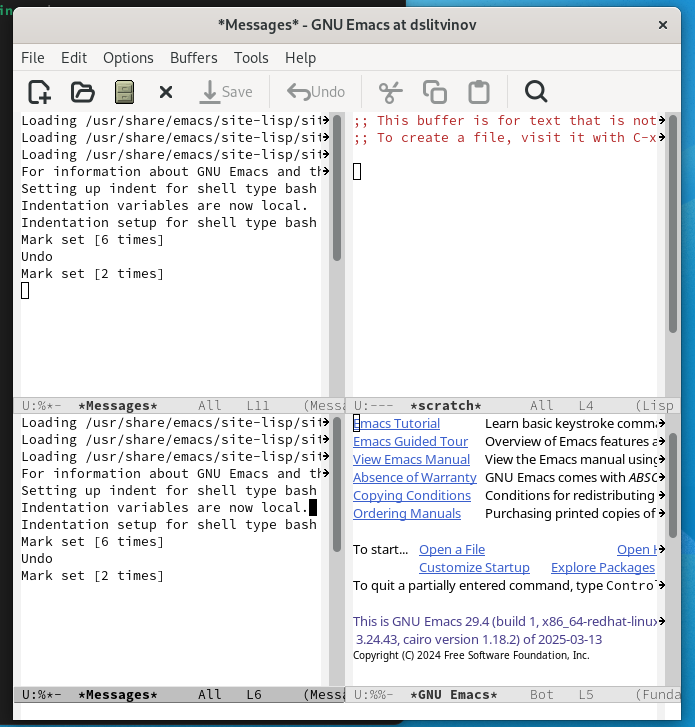 in
*Messages* - GNU Emacs at dslitvinov
File Edit Options Buffers Tools Help
Save Undo
Loading /usr/share/emacs/site-lisp/sit
Loading /usr/share/emacs/site-lisp/sit
Loading /usr/share/emacs/site-lisp/sit
For information about GNU Emacs and th
Setting up indent for shell type bash
Indentation variables are now local.
Indentation setup for shell type bash
Mark set [6 times]
Undo
Mark set [2 times]
U:%*- *Messages* All L11 (Messa
;; This buffer is for text that is not
;; To create a file, visit it with C-x
U:--- *scratch* All L4 (Lisp
Loading /usr/share/emacs/site-lisp/sit
Loading /usr/share/emacs/site-lisp/sit
Loading /usr/share/emacs/site-lisp/sit
For information about GNU Emacs and th
Setting up indent for shell type bash
Indentation variables are now local.
Indentation setup for shell type bash
Mark set [6 times]
Undo
Mark set [2 times]
U:%*- *Messages* All L6 (Messa
Emacs Tutorial Learn basic keystroke comma
Emacs Guided Tour Overview of Emacs features a
View Emacs Manual View the Emacs manual using
Absence of Warranty GNU Emacs comes with ABSO
Copying Conditions Conditions for redistributing
Ordering Manuals Purchasing printed copies of
To start... Open a File Open H
Customize Startup Explore Packages
To quit a partially entered command, type Control
This is GNU Emacs 29.4 (build 1, x86_64-redhat-linux
3.24.43, cairo version 1.18.2) of 2025-03-13
Copyright (C) 2024 Free Software Foundation, Inc.
U:%%- *GNU Emacs* Bot L5 (Funda